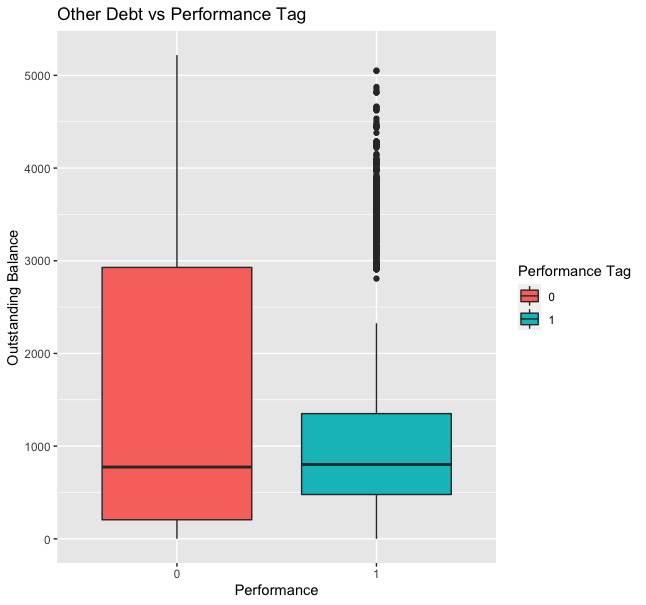 Other Debt vs Performance Tag
5000
4000
3000
2000
1000
0
Outstanding Balance
0
1
Performance
Performance Tag
0
1